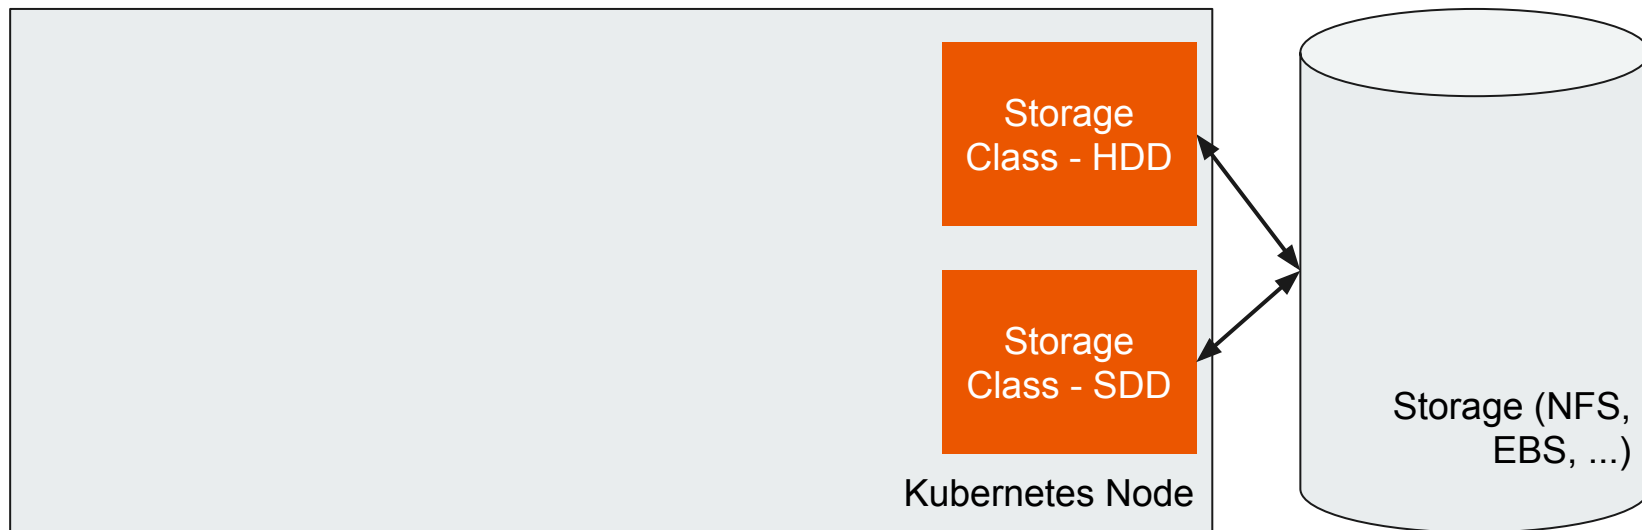 Storage
Class - HDD
Storage
Class - SDD
Kubernetes Node
Storage (NFS,
EBS, ...)